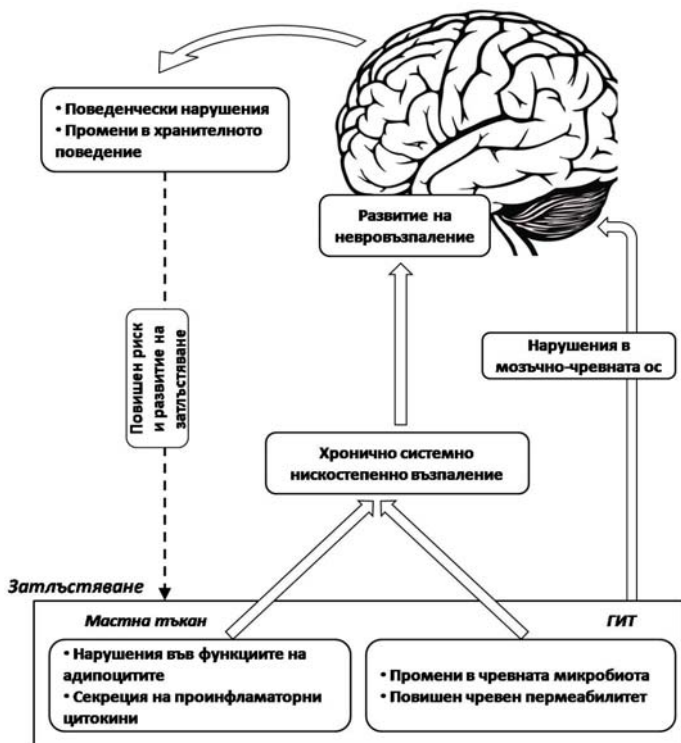 • Поведенчески нарушения
• Промени в хранителното
поведение
Развитие на
невровъзпаление
Повишен риск
и развитие на
затлъстяване
Нарушения в
мозъчно-чревната ос
Хронично системно
нискостепенно възпаление
Затлъстяване
Мастна тъкан
ГИТ
• Нарушения във функциите на
адипоцитите
• Секреция на проинфламаторни
цитокини
• Промени в чревната микробиота
• Повишен чревен пермеабилитет